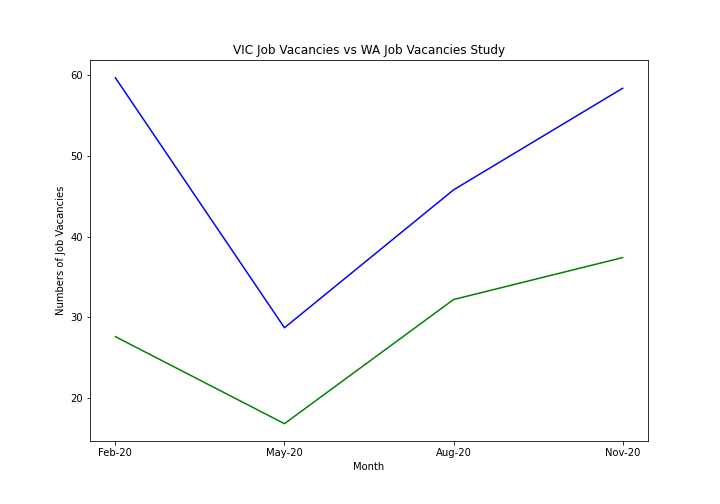 VIC Job Vacancies vs WA Job Vacancies Study
Numbers of Job Vacancies
60
50
40
30
20
Feb-20 May-20 Aug-20 Nov-20
Month